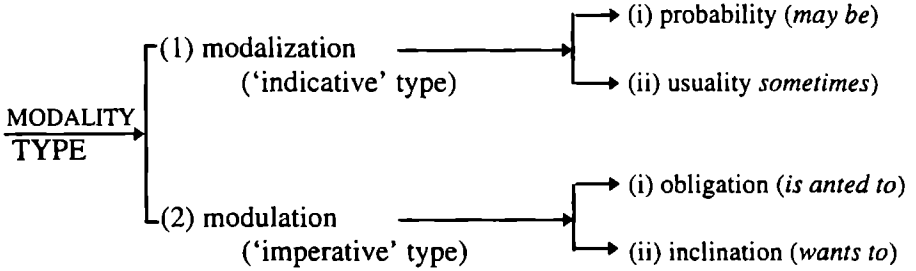 (i) probability (may be)
(1) modalization
(‘indicative’ type)
(ii) usuality sometimes)
MODALITY
TYPE
(i) obligation (is anted to)
(2) modulation
(‘imperative’ type)
(ii) inclination (wants to)